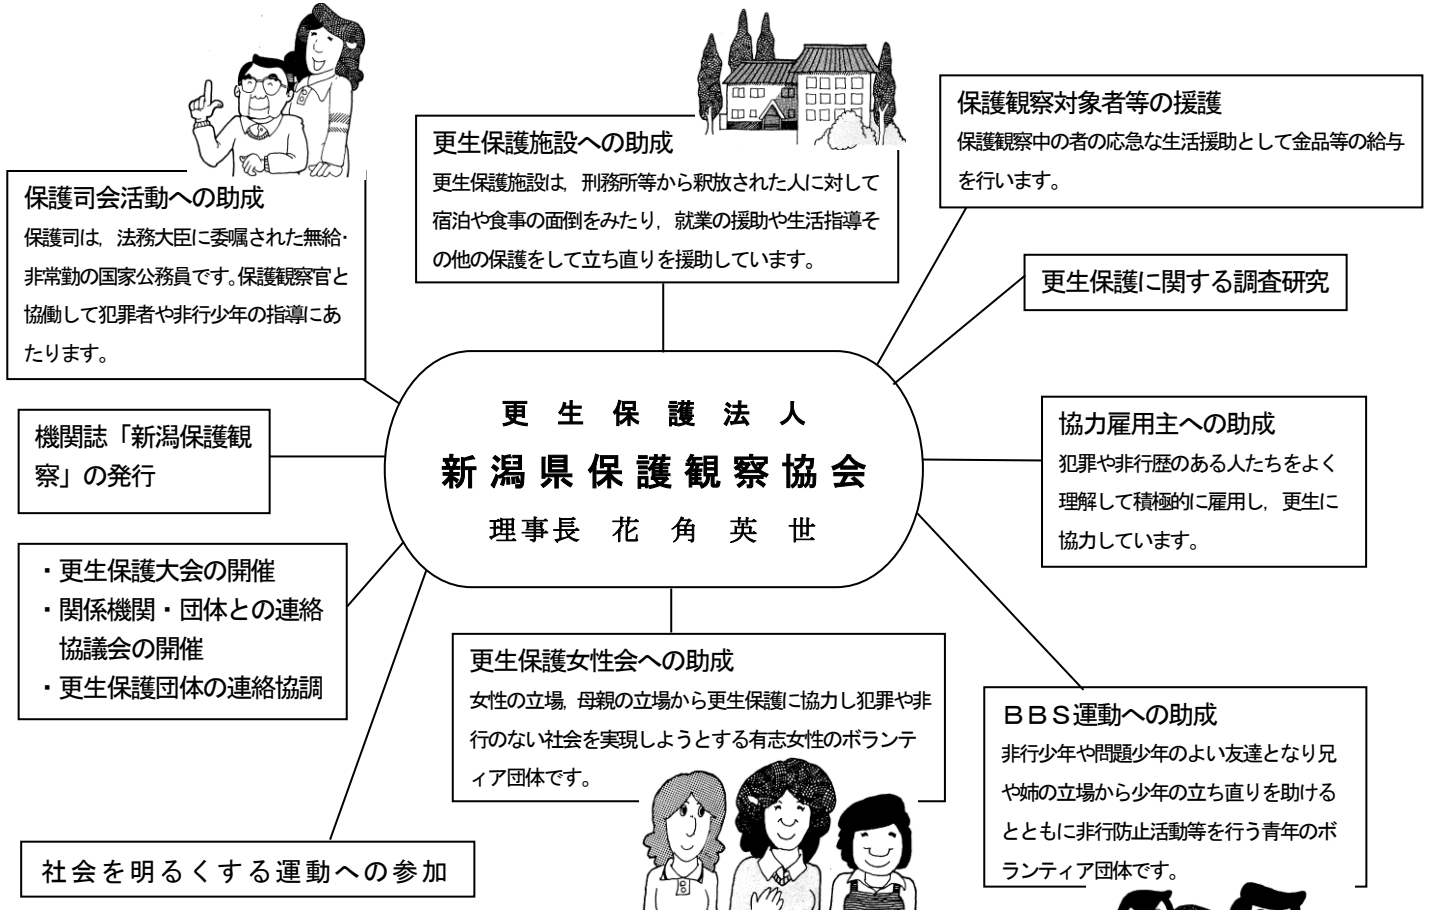 保護司会活動への助成
保護司は，法務大臣に委嘱された無給・
非常勤の国家公務員です。保護観察官と
協働して犯罪者や非行少年の指導にあ
たります。
更生保護施設への助成
更生保護施設は，刑務所等から釈放された人に対して
宿泊や食事の面倒をみたり，就業の援助や生活指導そ
の他の保護をして立ち直りを援助しています。
保護観察対象者等の援護
保護観察中の者の応急な生活援助として金品等の給与
を行います。
更生保護に関する調査研究
機関誌「新潟保護観
察」の発行
更生保護法人
新潟県保護観察協会
理事長　花　角　英　世
協力雇用主への助成
犯罪や非行歴のある人たちをよく
理解して積極的に雇用し，更生に
協力しています。
・更生保護大会の開催
・関係機関・団体との連絡
協議会の開催
・更生保護団体の連絡協調
更生保護女性会への助成
女性の立場，母親の立場から更生保護に協力し犯罪や非
行のない社会を実現しようとする有志女性のボランテ
ィア団体です。
ＢＢＳ運動への助成
非行少年や問題少年のよい友達となり兄
や姉の立場から少年の立ち直りを助ける
とともに非行防止活動等を行う青年のボ
ランティア団体です。
社会を明るくする運動への参加